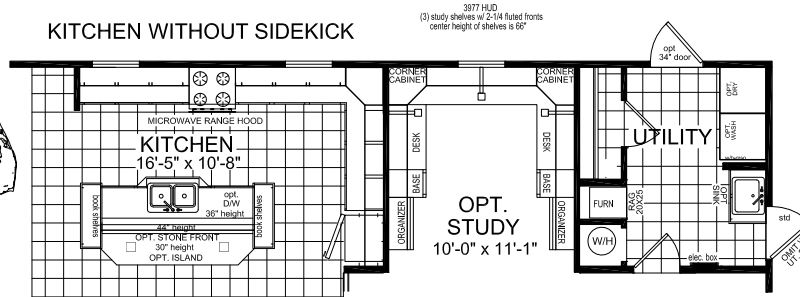 KITCHEN WITHOUT SIDEKICK
3977 HUD
(3) study shelves w/ 2-1/4 fluted fronts
center height of shelves is 66"
opt
34" door
CORNER
CABINET
CORNER
CABINET
OPT.
DRY
MICROWAVE RANGE HOOD
KITCHEN
16'-5" x 10'-8"
DESK
DESK
UTILITY
OPT.
WASH
opt.
D/W
36" height
book shelves
book shelves
44" height
OPT. STONE FRONT
30" height
OPT. ISLAND
BASE
BASE
ORGANIZER
ORGANIZER
OPT.
STUDY
10'-0" x 11'-1"
FURN
RAG
20X25
OPT
SINK
W/H
elec. box
std
OMIT
UT.